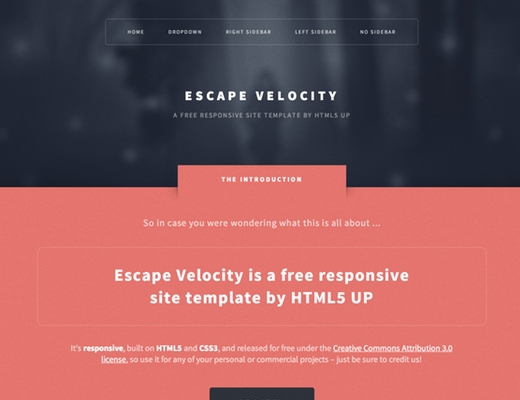 HOME DROPDOWN RIGHT SIDEBAR LEFT SIDEBAR NO SIDEBAR
ESCAPE VELOCITY
A FREE RESPONSIVE SITE TEMPLATE BY HTML5 UP
THE INTRODUCTION
So in case you were wondering what this is all about ...
Escape Velocity is a free responsive
site template by HTML5 UP
It's responsive, built on HTML5 and CSS3, and released for free under the Creative Commons Attribution 3.0
license, so use it for any of your personal or commercial projects – just be sure to credit us!